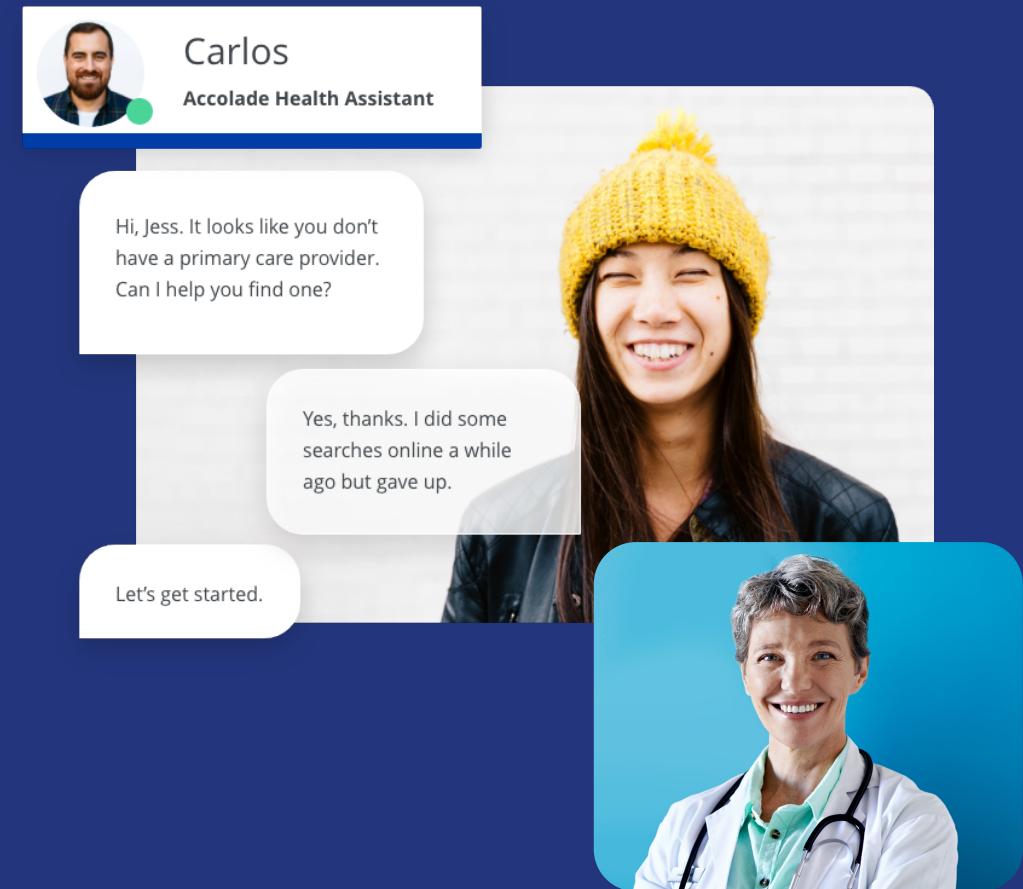 Carlos
Accolade Health Assistant
Hi, Jess. It looks like you don’t
have a primary care provider.
Can I help you find one?
Yes, thanks. I did some
searches online a while
ago but gave up.
Let’s get started.